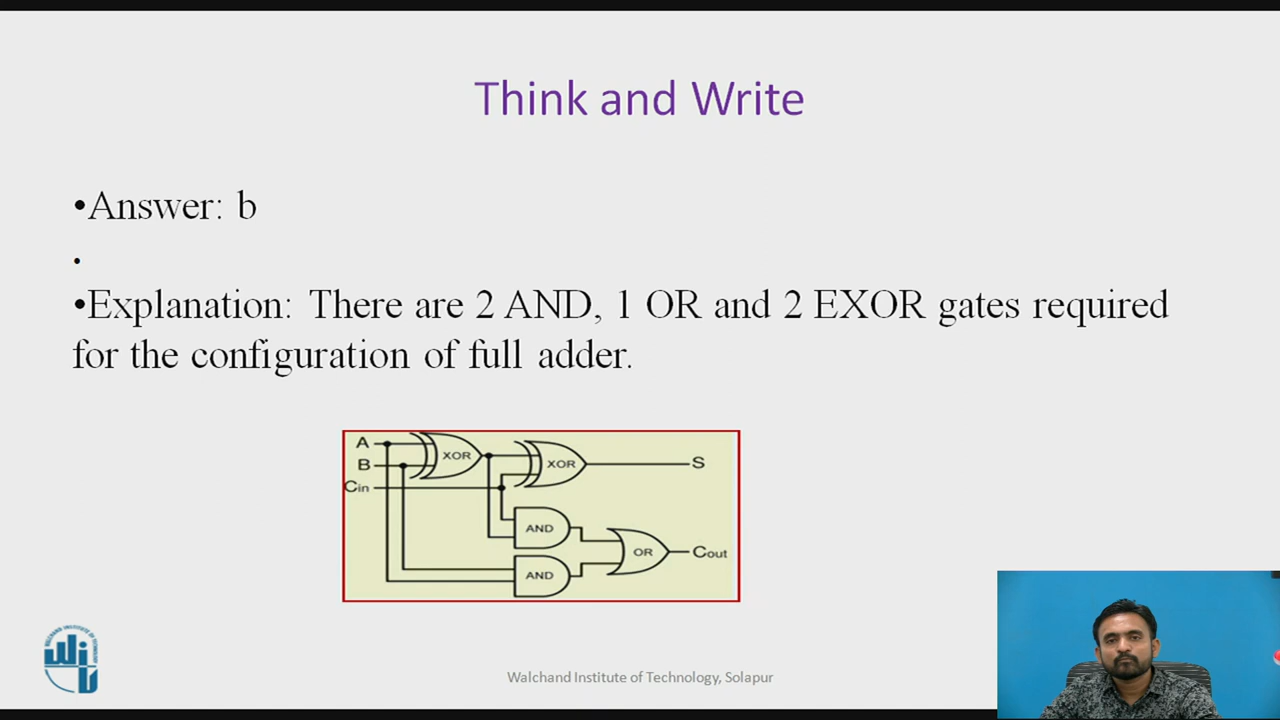 Think and Write
•Answer: b
•
•Explanation: There are 2 AND, 1 OR and 2 EXOR gates required
for the configuration of full adder.
A
XOR
XOR
S
B
Cin
AND
OR
Cout
AND
Walchand Institute of Technology, Solapur